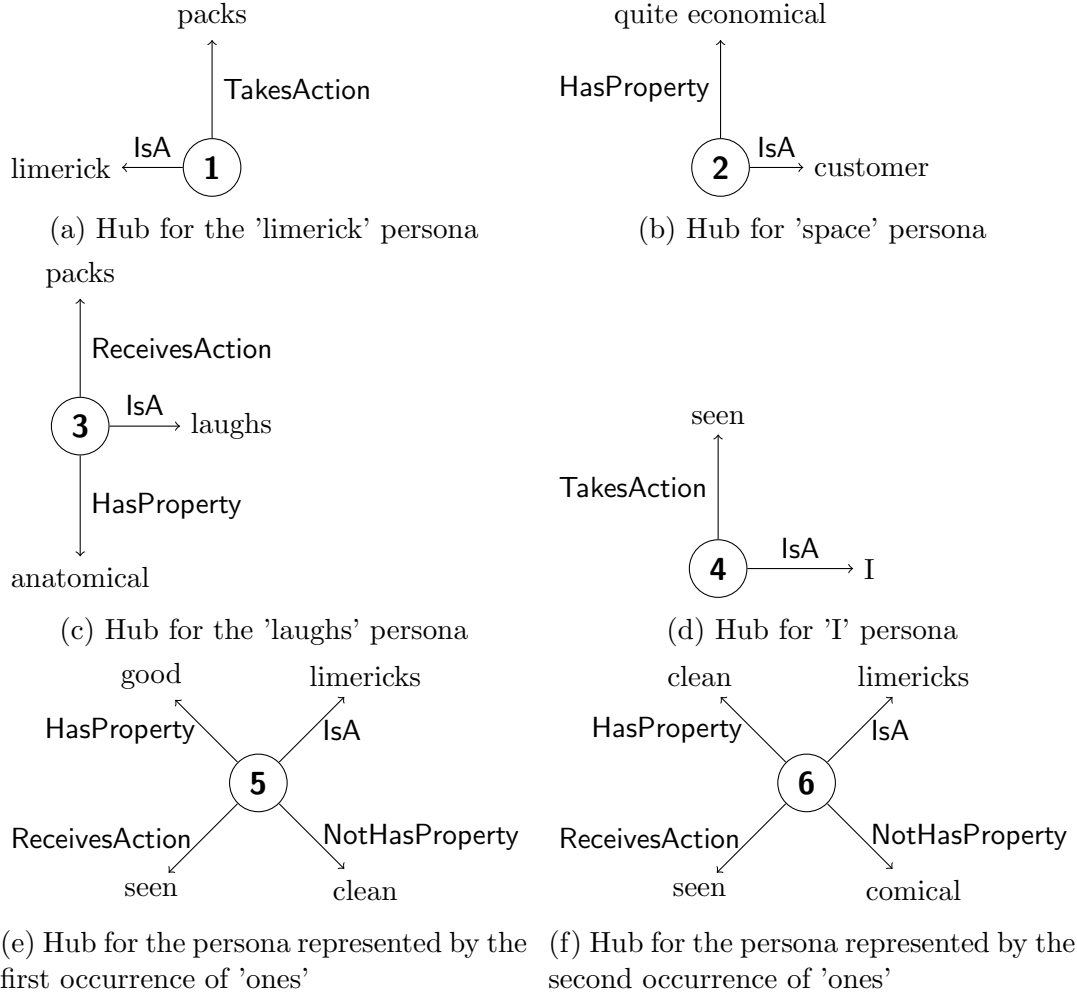 packs
TakesAction
IsA
limerick
1
(a) Hub for the 'limerick' persona
quite economical
HasProperty
IsA
2
customer
(b) Hub for 'space' persona
packs
ReceivesAction
IsA
3
laughs
HasProperty
anatomical
(c) Hub for the 'laughs' persona
seen
TakesAction
IsA
4
I
(d) Hub for 'I' persona
good
limericks
HasProperty
IsA
5
ReceivesAction
NotHasProperty
seen
clean
(e) Hub for the persona represented by the
first occurrence of 'ones'
clean
limericks
HasProperty
IsA
6
ReceivesAction
NotHasProperty
seen
comical
(f) Hub for the persona represented by the
second occurrence of 'ones'